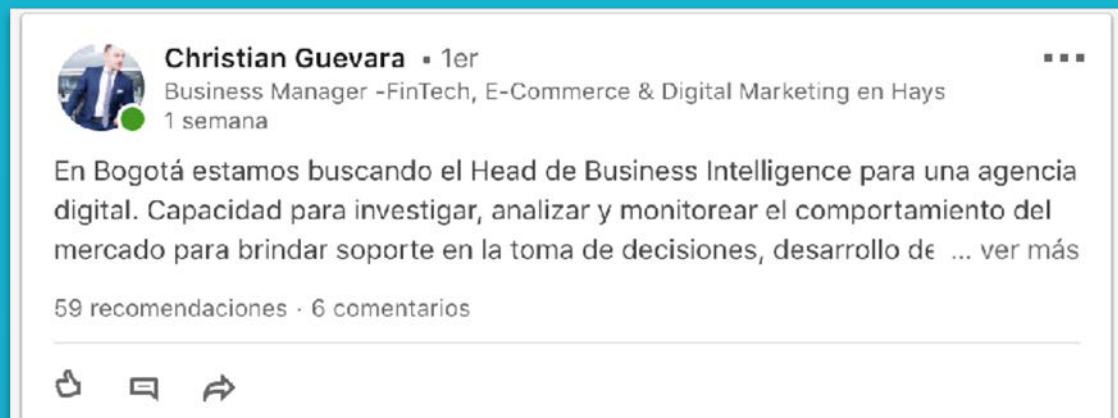 Christian Guevara • 1er
Business Manager -FinTech, E-Commerce & Digital Marketing en Hays
1 semana
En Bogotá estamos buscando el Head de Business Intelligence para una agencia
digital. Capacidad para investigar, analizar y monitorear el comportamiento del
mercado para brindar soporte en la toma de decisiones, desarrollo de ... ver más
59 recomendaciones · 6 comentarios